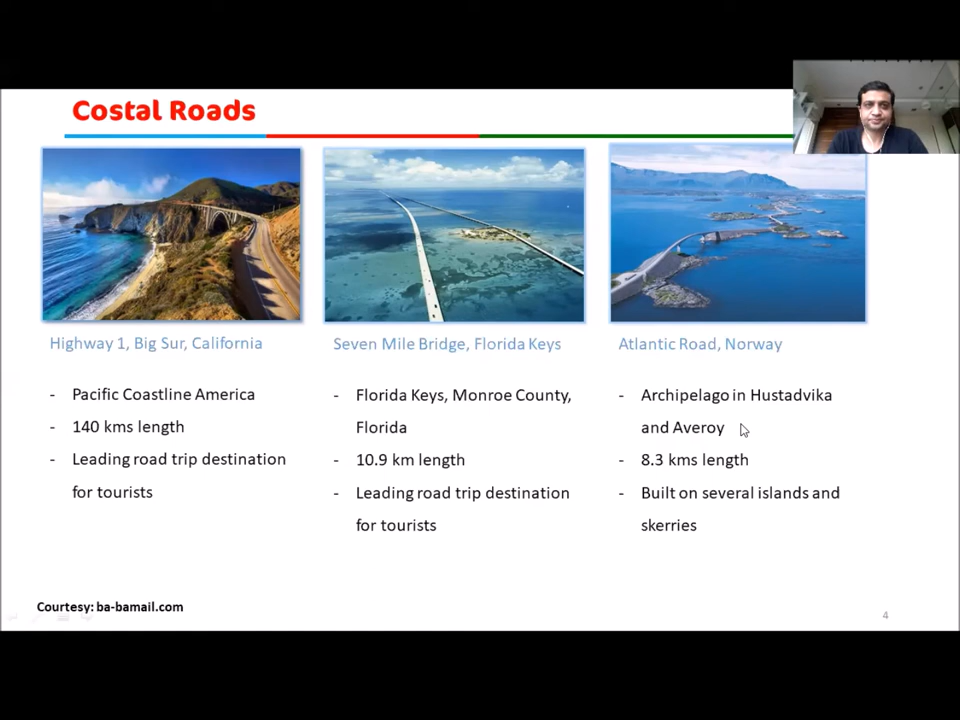 Costal Roads
Highway 1, Big Sur, California
- Pacific Coastline America
- 140 kms length
- Leading road trip destination
for tourists
Seven Mile Bridge, Florida Keys
- Florida Keys, Monroe County,
Florida
- 10.9 km length
- Leading road trip destination
for tourists
Atlantic Road, Norway
- Archipelago in Hustadvika
and Averoy
- 8.3 kms length
- Built on several islands and
skerries
Courtesy: ba-bamail.com
4